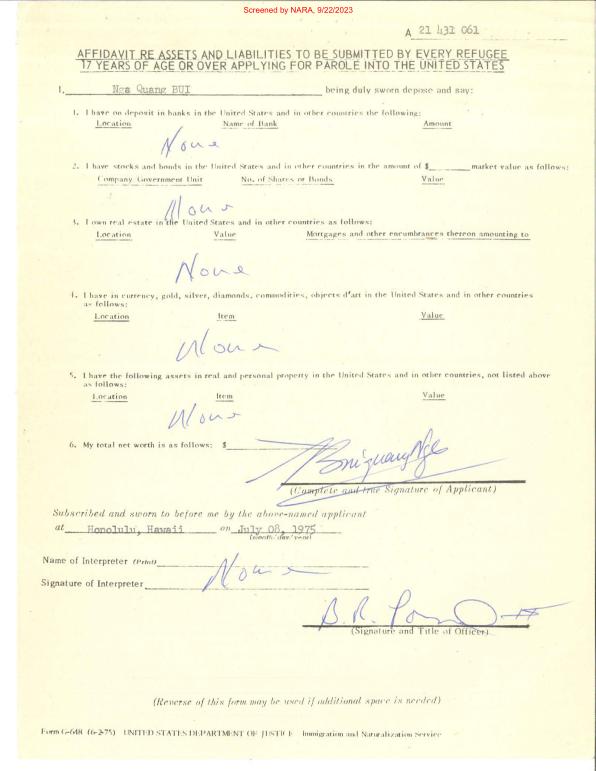 Screened by NARA, 9/22/2023
A 21 431 061
AFFIDAVIT RE ASSETS AND LIABILITIES TO BE SUBMITTED BY EVERY REFUGEE
17 YEARS OF AGE OR OVER APPLYING FOR PAROLE INTO THE UNITED STATES
I, Nga Quang BUI being duly sworn depose and say:
1. I have on deposit in banks in the United States and in other countries the following:
Location Name of Bank Amount
None
2. I have stocks and bonds in the United States and in other countries in the amount of $ market value as follows:
Company Government Unit No. of Shares or Bonds Value
None
3. I own real estate in the United States and in other countries as follows:
Location Value Mortgages and other encumbrances thereon amounting to
None
4. I have in currency, gold, silver, diamonds, commodities, objects d'art in the United States and in other countries
as follows:
Location Item Value
None
5. I have the following assets in real and personal property in the United States and in other countries, not listed above
as follows:
Location Item Value
None
6. My total net worth is as follows: $
Buiquang Nga
(Complete and true Signature of Applicant)
Subscribed and sworn to before me by the above-named applicant
at Honolulu, Hawaii on July 08, 1975
(month/day/year)
Name of Interpreter (Print)
None
Signature of Interpreter
B. R.
(Signature and Title of Officer)
(Reverse of this form may be used if additional space is needed)
Form G-648 (6-2-75) UNITED STATES DEPARTMENT OF JUSTICE Immigration and Naturalization Service